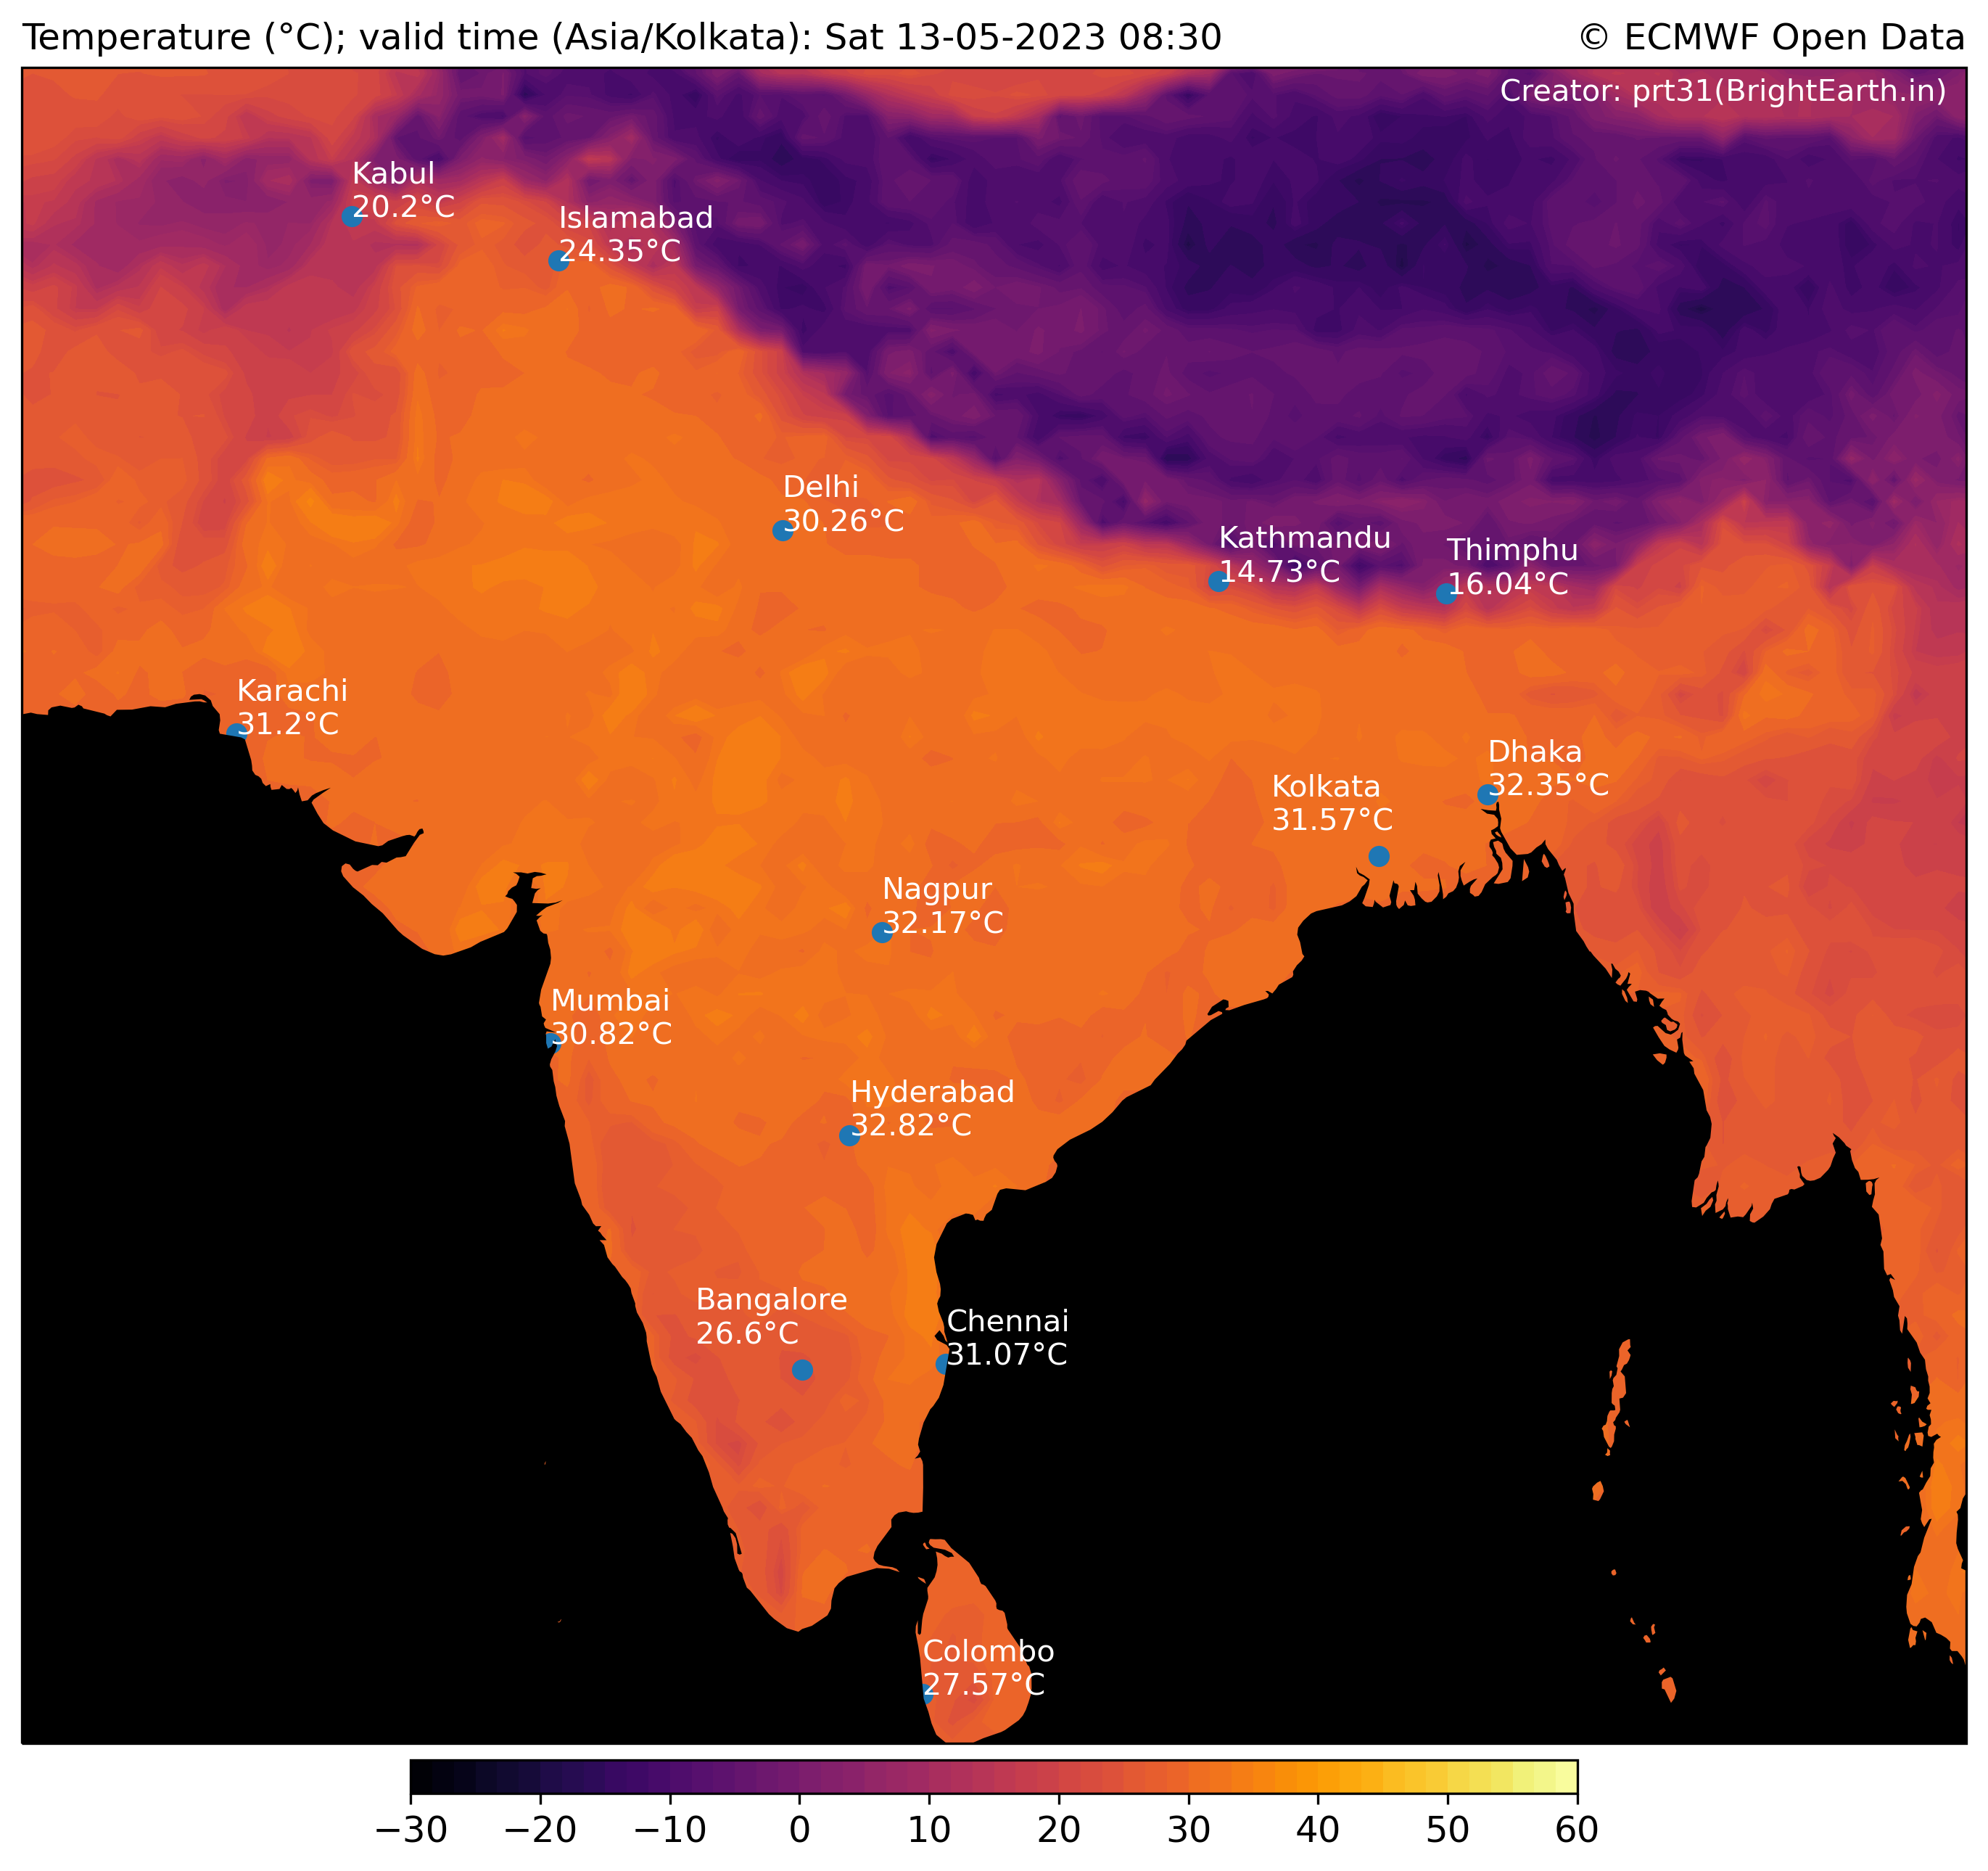 Temperature (°C); valid time (Asia/Kolkata): Sat 13-05-2023 08:30
© ECMWF Open Data
Creator: prt31(BrightEarth.in)
Kabul
20.2°C
Islamabad
24.35°C
Delhi
30.26°C
Kathmandu
14.73°C
Thimphu
16.04°C
Karachi
31.2°C
Dhaka
32.35°C
Kolkata
31.57°C
Nagpur
32.17°C
Mumbai
30.82°C
Hyderabad
32.82°C
Bangalore
26.6°C
Chennai
31.07°C
Colombo
27.57°C
−30 −20 −10 0 10 20 30 40 50 60